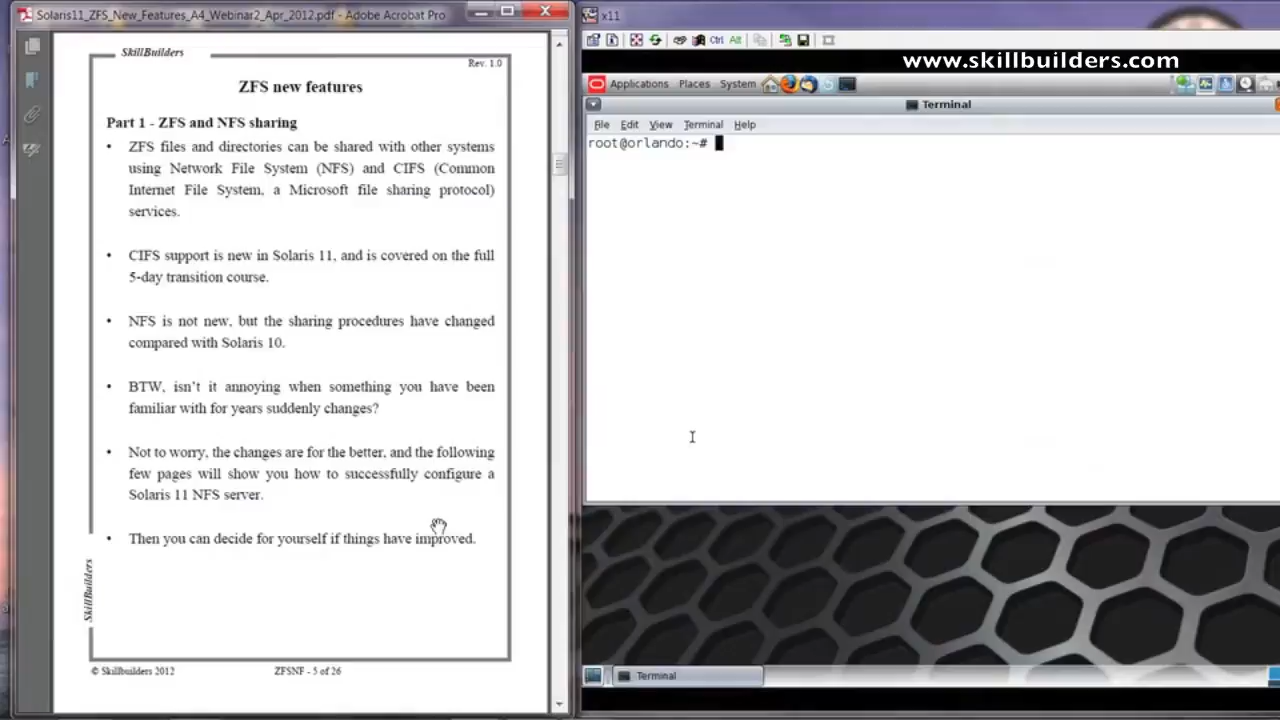 Solaris11_ZFS_New_Features_A4_Webinar2_Apr_2012.pdf - Adobe Acrobat Pro
SkillBuilders
Rev. 1.0
ZFS new features
Part 1 - ZFS and NFS sharing
• ZFS files and directories can be shared with other systems
using Network File System (NFS) and CIFS (Common
Internet File System, a Microsoft file sharing protocol)
services.
• CIFS support is new in Solaris 11, and is covered on the full
5-day transition course.
• NFS is not new, but the sharing procedures have changed
compared with Solaris 10.
• BTW, isn't it annoying when something you have been
familiar with for years suddenly changes?
• Not to worry, the changes are for the better, and the following
few pages will show you how to successfully configure a
Solaris 11 NFS server.
• Then you can decide for yourself if things have improved.
SkillBuilders
© Skillbuilders 2012 ZFSNF - 5 of 26
x11
Ctrl Alt
www.skillbuilders.com
Applications Places System
Terminal
File Edit View Terminal Help
root@orlando:~#
Terminal